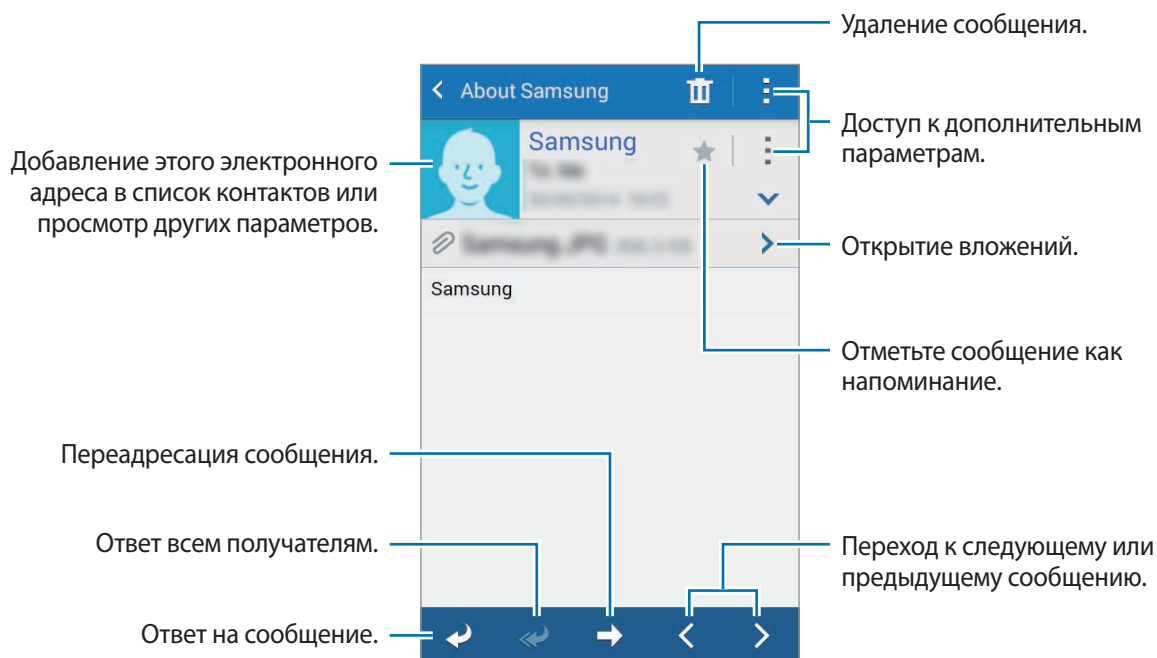 Удаление сообщения.
About Samsung
Доступ к дополнительным
параметрам.
Samsung
Добавление этого электронного
адреса в список контактов или
просмотр других параметров.
Samsung.JPG
Открытие вложений.
Samsung
Отметьте сообщение как
напоминание.
Переадресация сообщения.
Ответ всем получателям.
Переход к следующему или
предыдущему сообщению.
Ответ на сообщение.